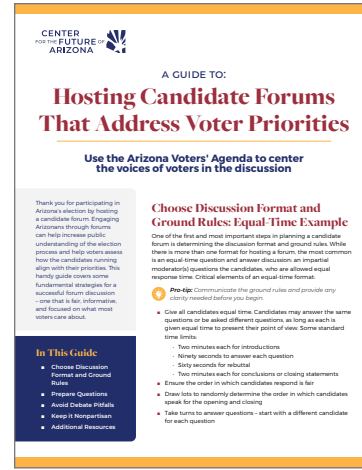 CENTER
FOR THE FUTURE OF
ARIZONA
A GUIDE TO:
Hosting Candidate Forums
That Address Voter Priorities
Use the Arizona Voters' Agenda to center
the voices of voters in the discussion
Thank you for participating in
Arizona's election by hosting
a candidate forum. Engaging
Arizonans through forums
can help increase public
understanding of the election
process and help voters assess
how the candidates running
align with their priorities. This
handy guide covers some
fundamental strategies for a
successful forum discussion
- one that is fair, informative,
and focused on what most
voters care about.
In This Guide
▪ Choose Discussion
Format and Ground
Rules
▪ Prepare Questions
▪ Avoid Debate Pitfalls
▪ Keep it Nonpartisan
▪ Additional Resources
Choose Discussion Format and
Ground Rules: Equal-Time Example
One of the first and most important steps in planning a candidate
forum is determining the discussion format and ground rules. While
there is more than one format for hosting a forum, the most common
is an equal-time question and answer discussion: an impartial
moderator(s) questions the candidates, who are allowed equal
response time. Critical elements of an equal-time format.
Pro-tip: Communicate the ground rules and provide any
clarity needed before you begin.
▪ Give all candidates equal time. Candidates may answer the same
questions or be asked different questions, as long as each is
given equal time to present their point of view. Some standard
time limits:
- Two minutes each for introductions
- Ninety seconds to answer each question
- Sixty seconds for rebuttal
- Two minutes each for conclusions or closing statements
▪ Ensure the order in which candidates respond is fair
▪ Draw lots to randomly determine the order in which candidates
speak for the opening and closing
▪ Take turns to answer questions – start with a different candidate
for each question